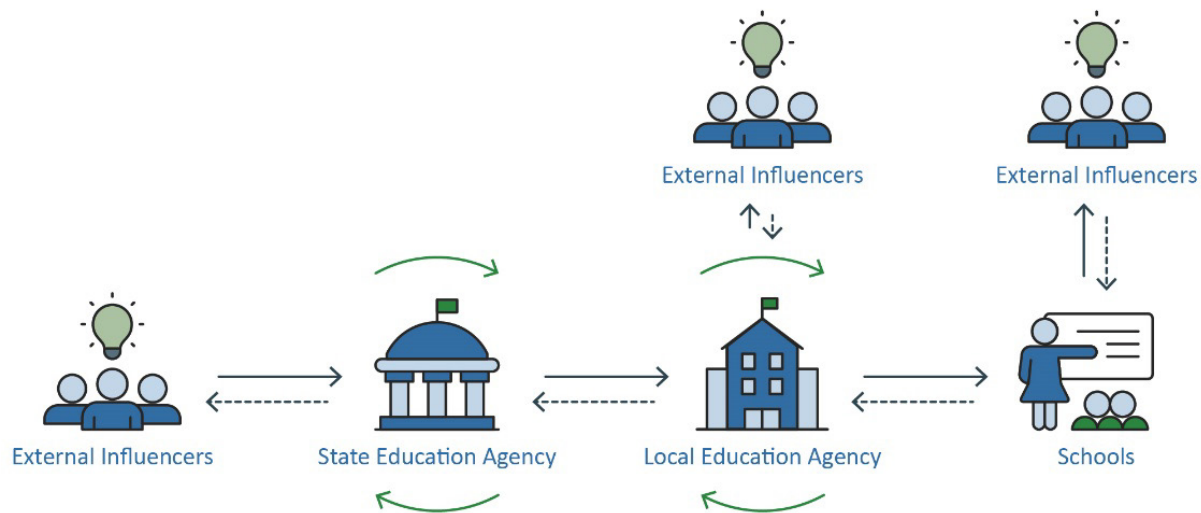 External Influencers
External Influencers
External Influencers
State Education Agency
Local Education Agency
Schools